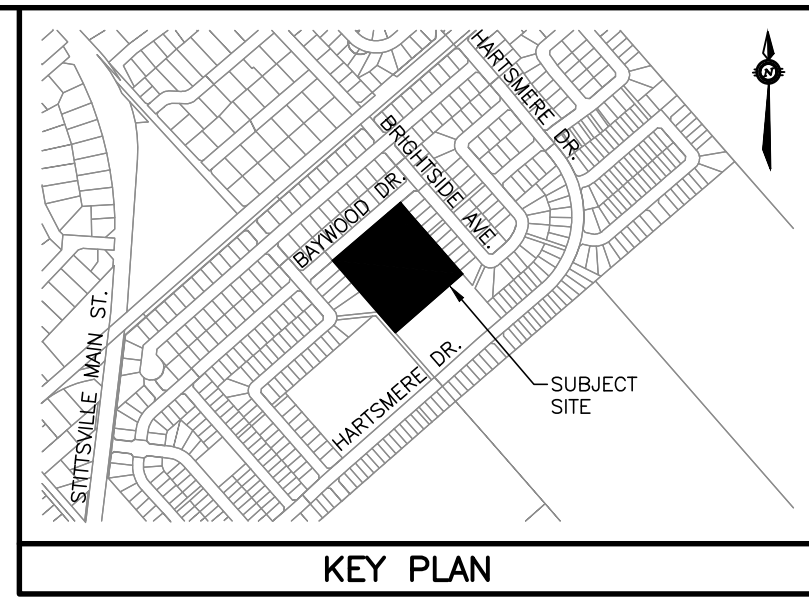 HARTSMERE DR.
N
BRIGHTSIDE AVE.
BAYWOOD DR.
STITTSVILLE MAIN ST.
HARTSMERE DR.
SUBJECT
SITE
KEY PLAN